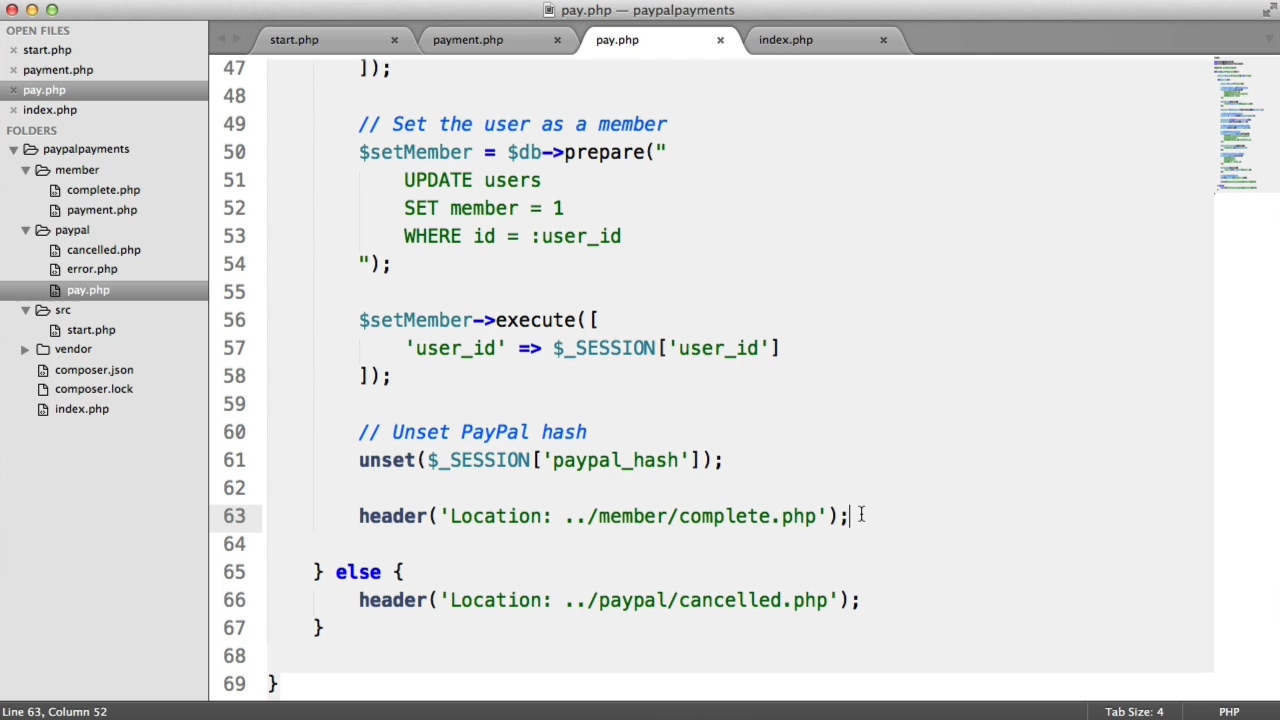 pay.php — paypalpayments
OPEN FILES
start.php
payment.php
pay.php
index.php
FOLDERS
paypalpayments
member
complete.php
payment.php
paypal
cancelled.php
error.php
pay.php
src
start.php
vendor
composer.json
composer.lock
index.php
start.php
payment.php
pay.php
index.php
47 ]);
48
49 // Set the user as a member
50 $setMember = $db->prepare("
51 UPDATE users
52 SET member = 1
53 WHERE id = :user_id
54 ");
55
56 $setMember->execute([
57 'user_id' => $_SESSION['user_id']
58 ]);
59
60 // Unset PayPal hash
61 unset($_SESSION['paypal_hash']);
62
63 header('Location: ../member/complete.php');
64
65 } else {
66 header('Location: ../paypal/cancelled.php');
67 }
68
69 }
Line 63, Column 52
Tab Size: 4
PHP